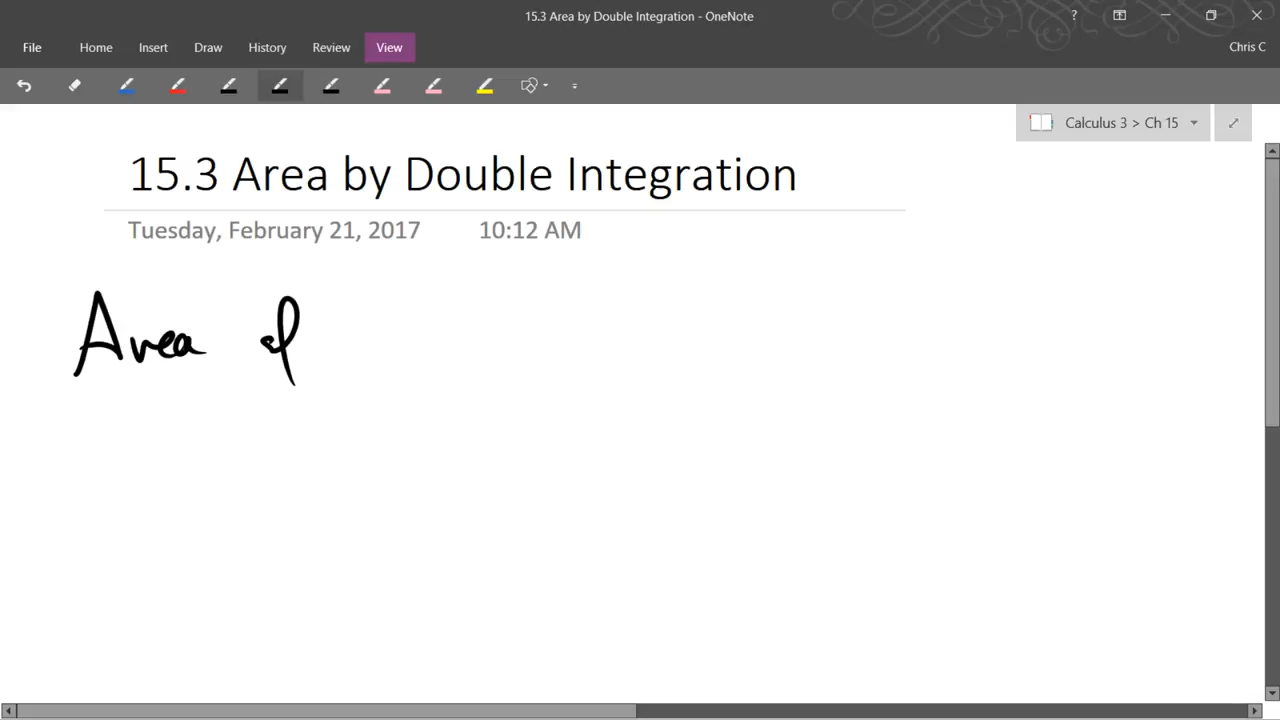 15.3 Area by Double Integration - OneNote
?
Chris C
File Home Insert Draw History Review View
Calculus 3 > Ch 15
15.3 Area by Double Integration
Tuesday, February 21, 2017 10:12 AM
Area of